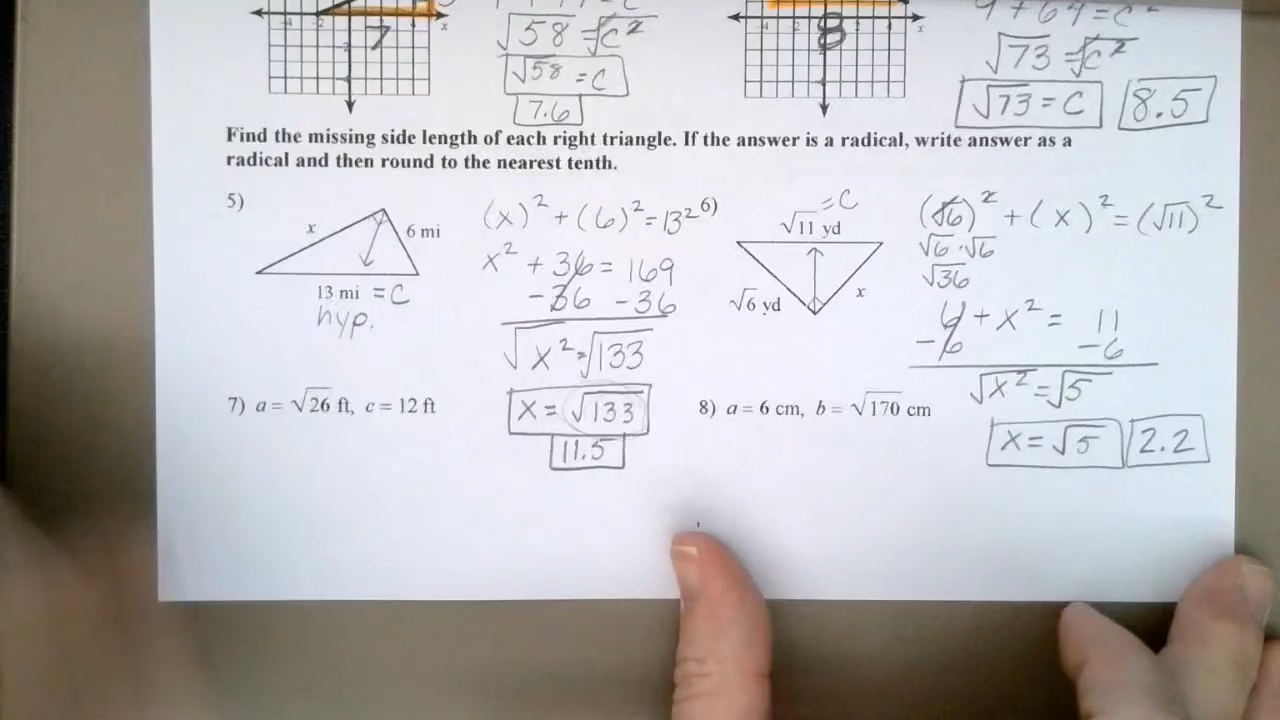 7
√58 = √c²
√58 = C
7.6
8
9 + 64 = c²
√73 = √c²
√73 = C
8.5
Find the missing side length of each right triangle. If the answer is a radical, write answer as a
radical and then round to the nearest tenth.
5)
x
6 mi
13 mi = C
hyp.
(x)² + (6)² = 13²
x² + 36 = 169
-36 -36
√x² = √133
x = √133
11.5
6)
= C
√11 yd
√6 yd
x
(√6)² + (x)² = (√11)²
√6 · √6
√36
6 + x² = 11
-6 -6
√x² = √5
x = √5
2.2
7) a = √26 ft, c = 12 ft
8) a = 6 cm, b = √170 cm